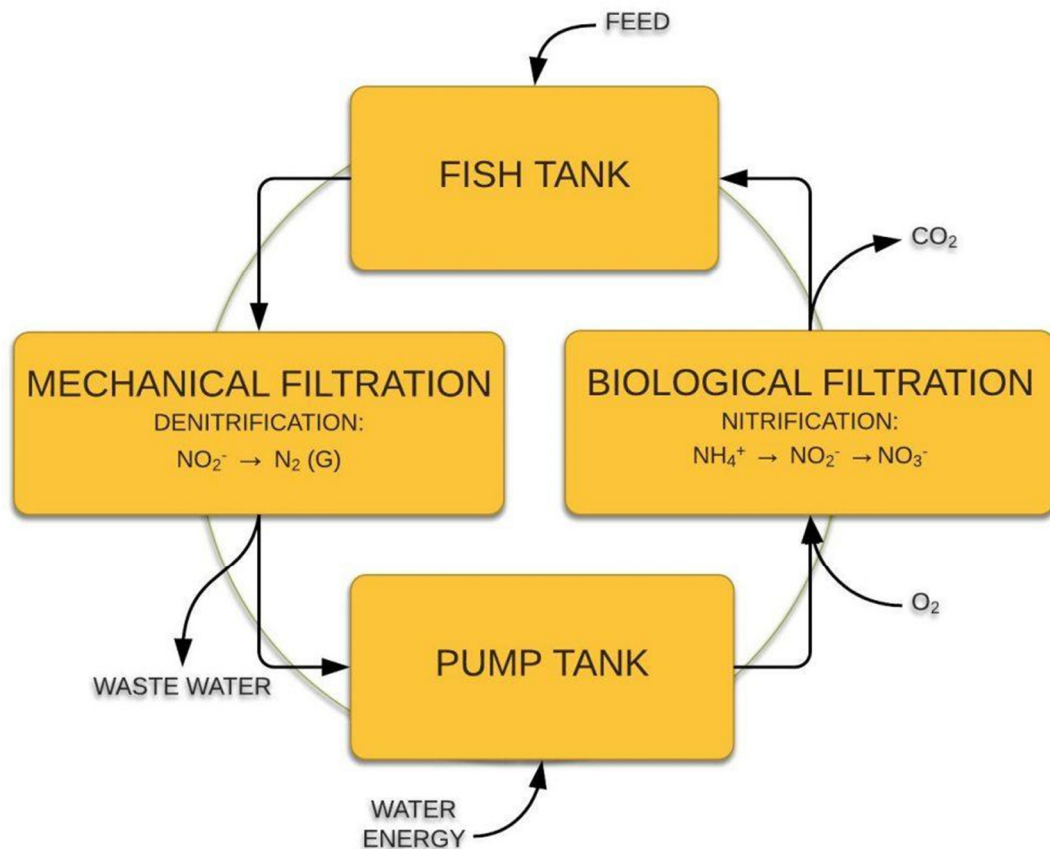 FEED
FISH TANK
CO₂
MECHANICAL FILTRATION
DENITRIFICATION:
NO₂⁻ → N₂ (G)
BIOLOGICAL FILTRATION
NITRIFICATION:
NH₄⁺ → NO₂⁻ → NO₃⁻
O₂
PUMP TANK
WASTE WATER
WATER
ENERGY